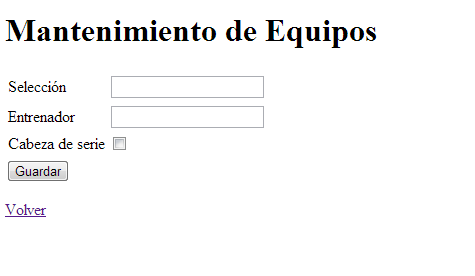 Mantenimiento de Equipos
Selección
Entrenador
Cabeza de serie
Guardar
Volver